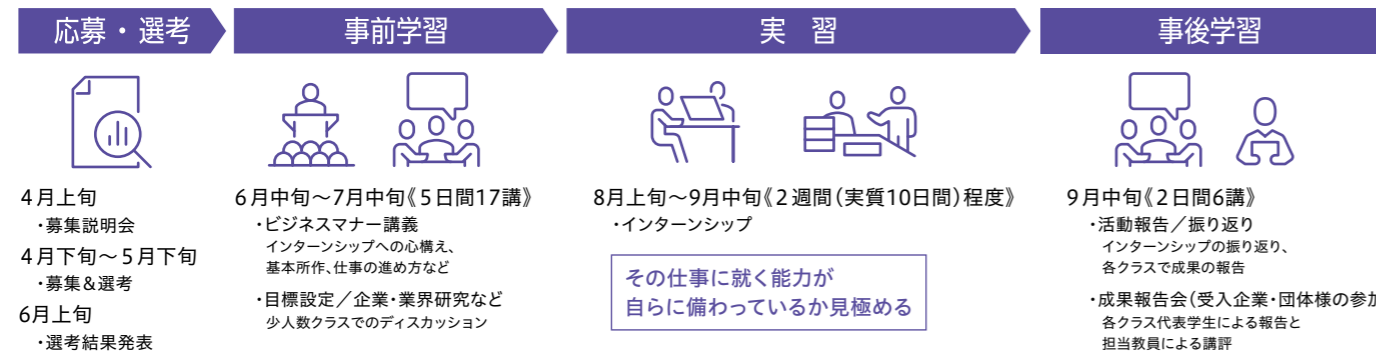 応募・選考
4月上旬
・募集説明会
4月下旬～5月下旬
・募集&選考
6月上旬
・選考結果発表
事前学習
6月中旬～7月中旬《5日間17講》
・ビジネスマナー講義
インターンシップへの心構え、
基本所作、仕事の進め方など
・目標設定／企業・業界研究など
少人数クラスでのディスカッション
実　習
8月上旬～9月中旬《2週間（実質10日間）程度》
・インターンシップ
その仕事に就く能力が
自らに備わっているか見極める
事後学習
9月中旬《2日間6講》
・活動報告／振り返り
インターンシップの振り返り、
各クラスで成果の報告
・成果報告会（受入企業・団体様の参
各クラス代表学生による報告と
担当教員による講評